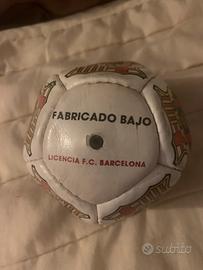 FABRICADO BAJO
LICENCIA F.C. BARCELONA
subito